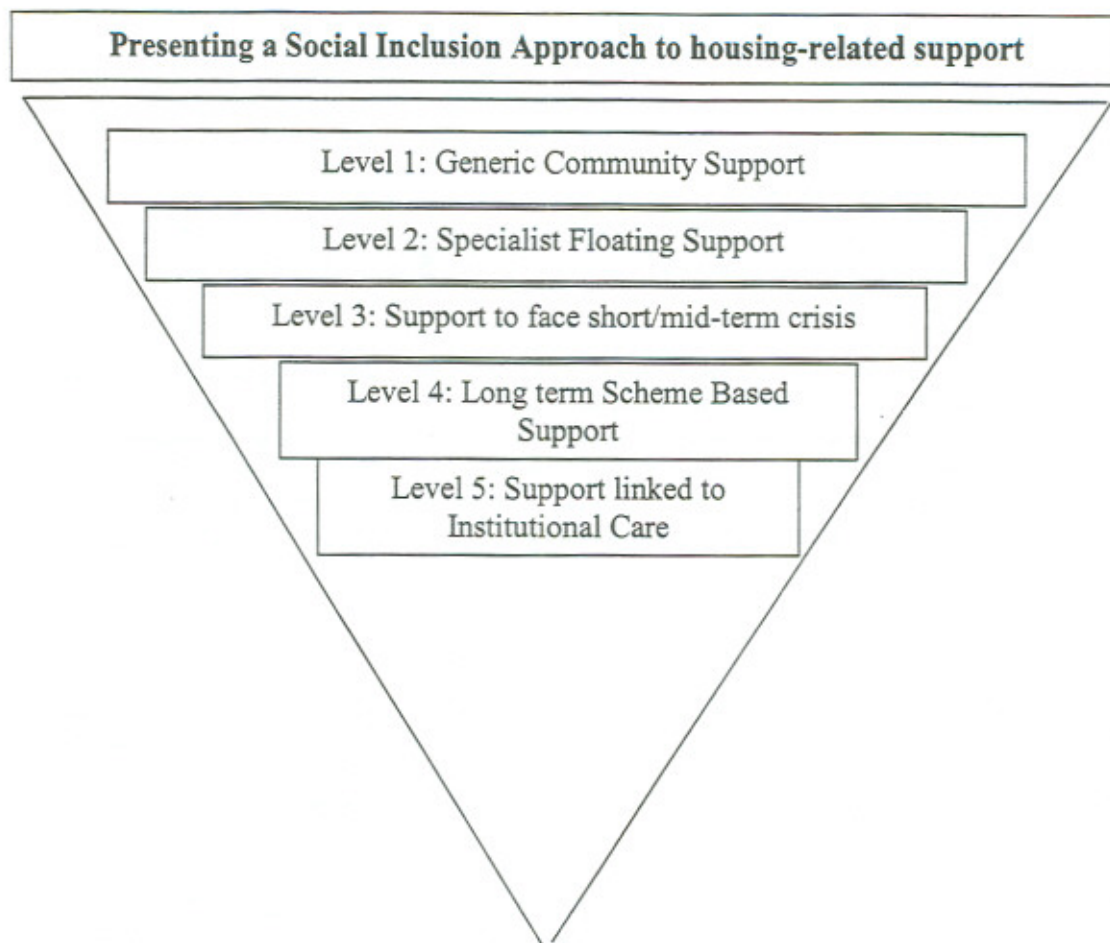 Presenting a Social Inclusion Approach to housing-related support
Level 1: Generic Community Support
Level 2: Specialist Floating Support
Level 3: Support to face short/mid-term crisis
Level 4: Long term Scheme Based
Support
Level 5: Support linked to
Institutional Care